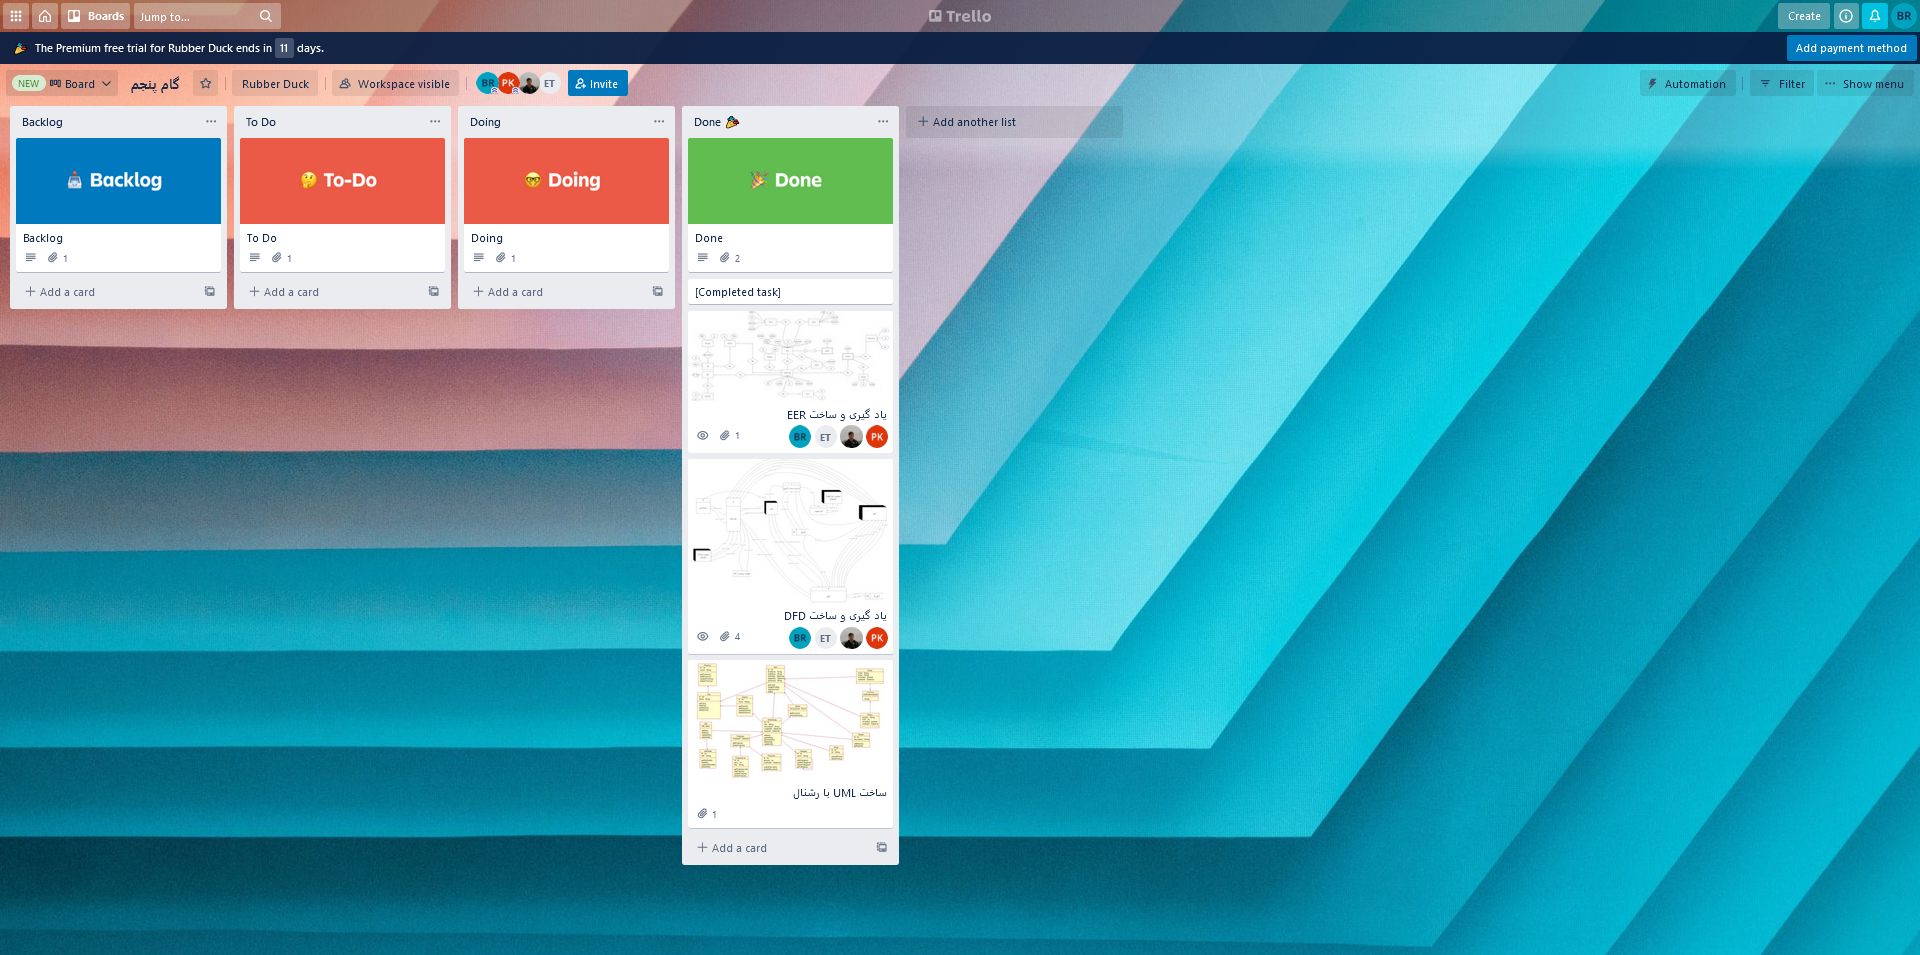 Boards
Jump to...
Trello
Create
BR
The Premium free trial for Rubber Duck ends in 11 days.
Add payment method
NEW Board
گام پنجم
Rubber Duck
Workspace visible
BR PK ET
Invite
Automation
Filter
Show menu
Backlog
Backlog
Backlog
1
Add a card
To Do
To-Do
To Do
1
Add a card
Doing
Doing
Doing
1
Add a card
Done
Done
Done
2
[Completed task]
یاد گیری و ساخت EER
1
BR ET PK
یاد گیری و ساخت DFD
4
BR ET PK
ساخت UML با رشنال
1
Add a card
Add another list